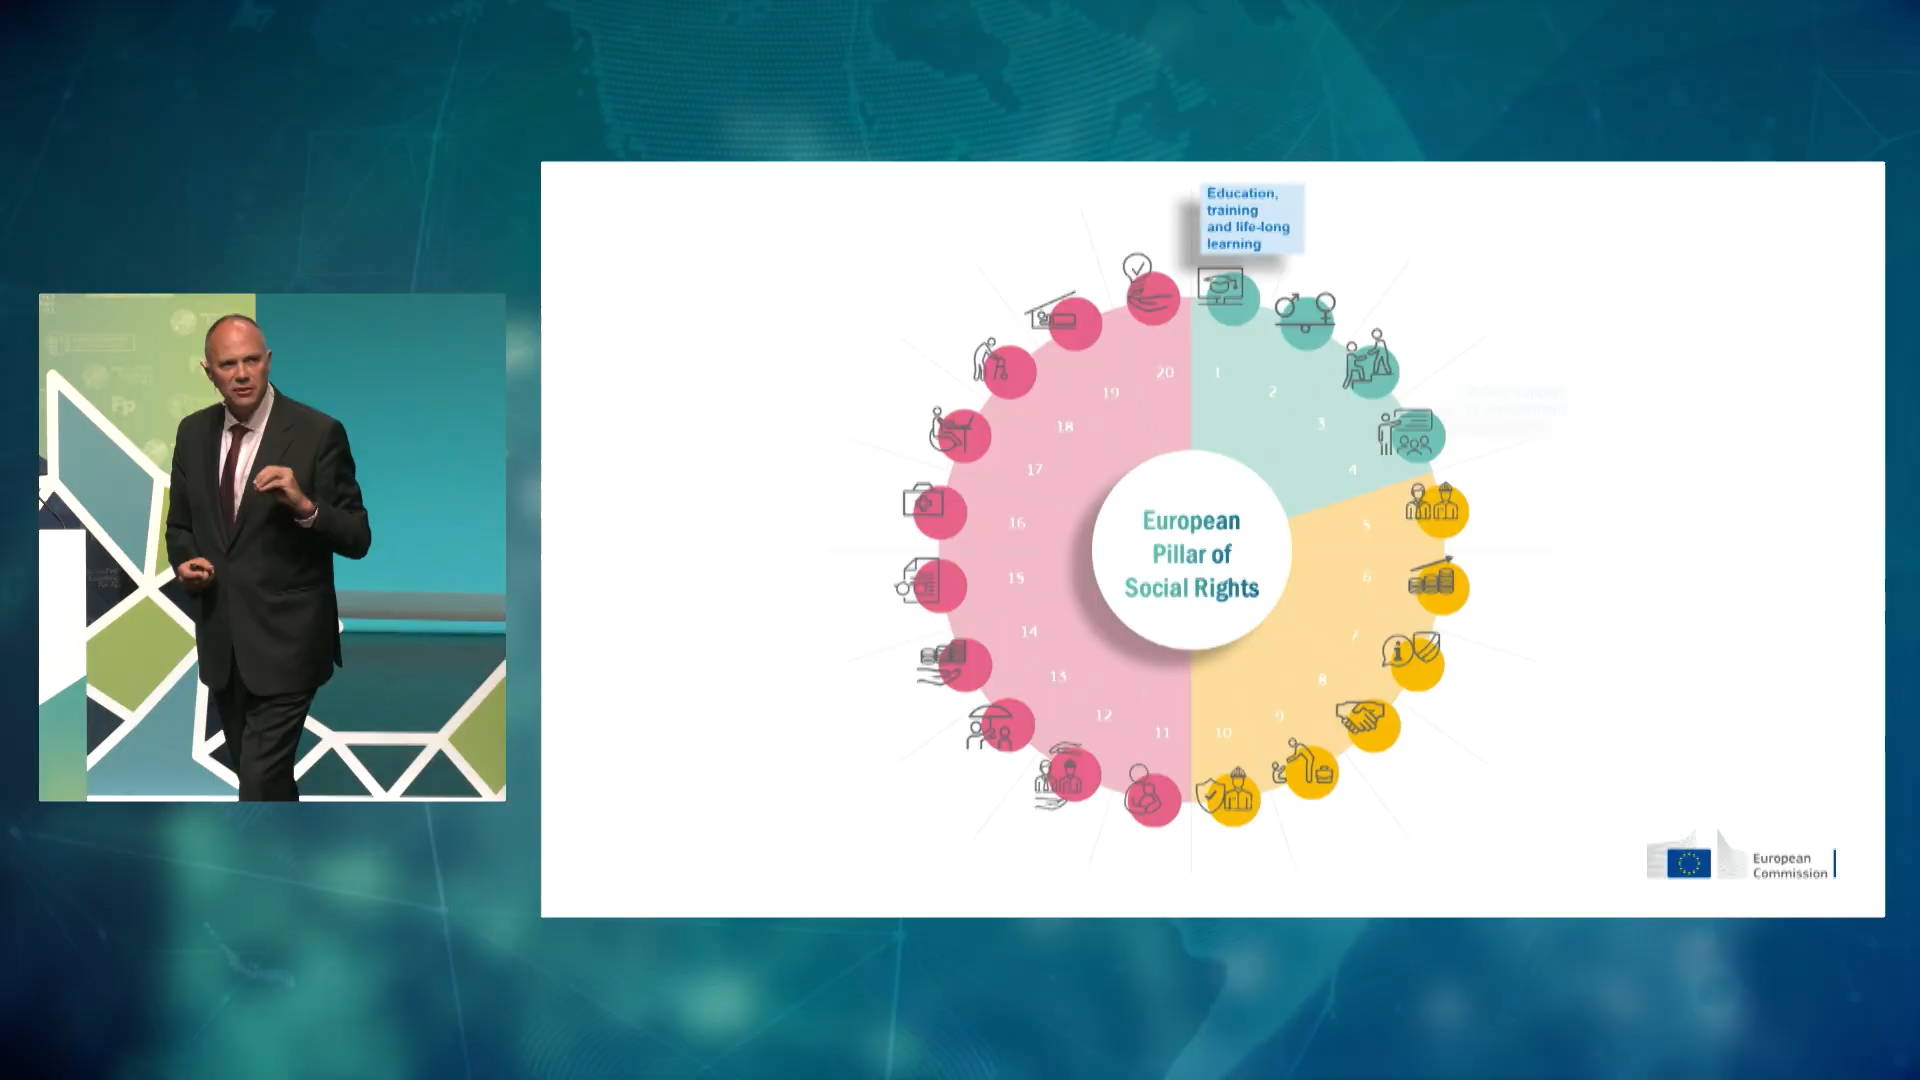 Education,
training
and life-long
learning
20
1
19
2
18
3
17
4
16
5
15
6
14
7
13
8
12
9
11
10
European
Pillar of
Social Rights
Fp
European
Commission